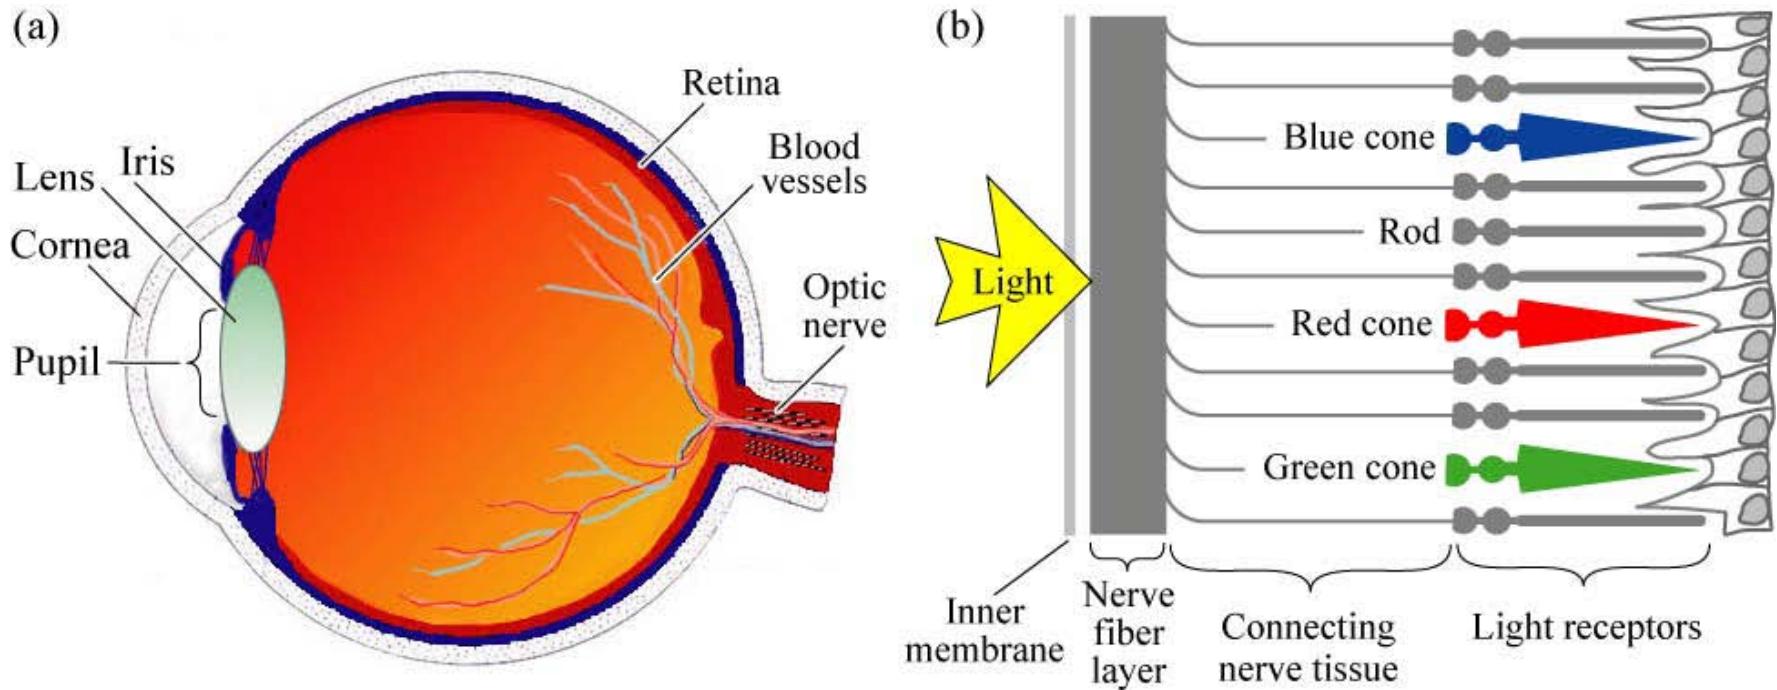 (a)
Retina
Blood
vessels
Iris
Lens
Cornea
Optic
nerve
Pupil
(b)
Blue cone
Rod
Light
Red cone
Green cone
Inner
membrane
Nerve
fiber
layer
Connecting
nerve tissue
Light receptors